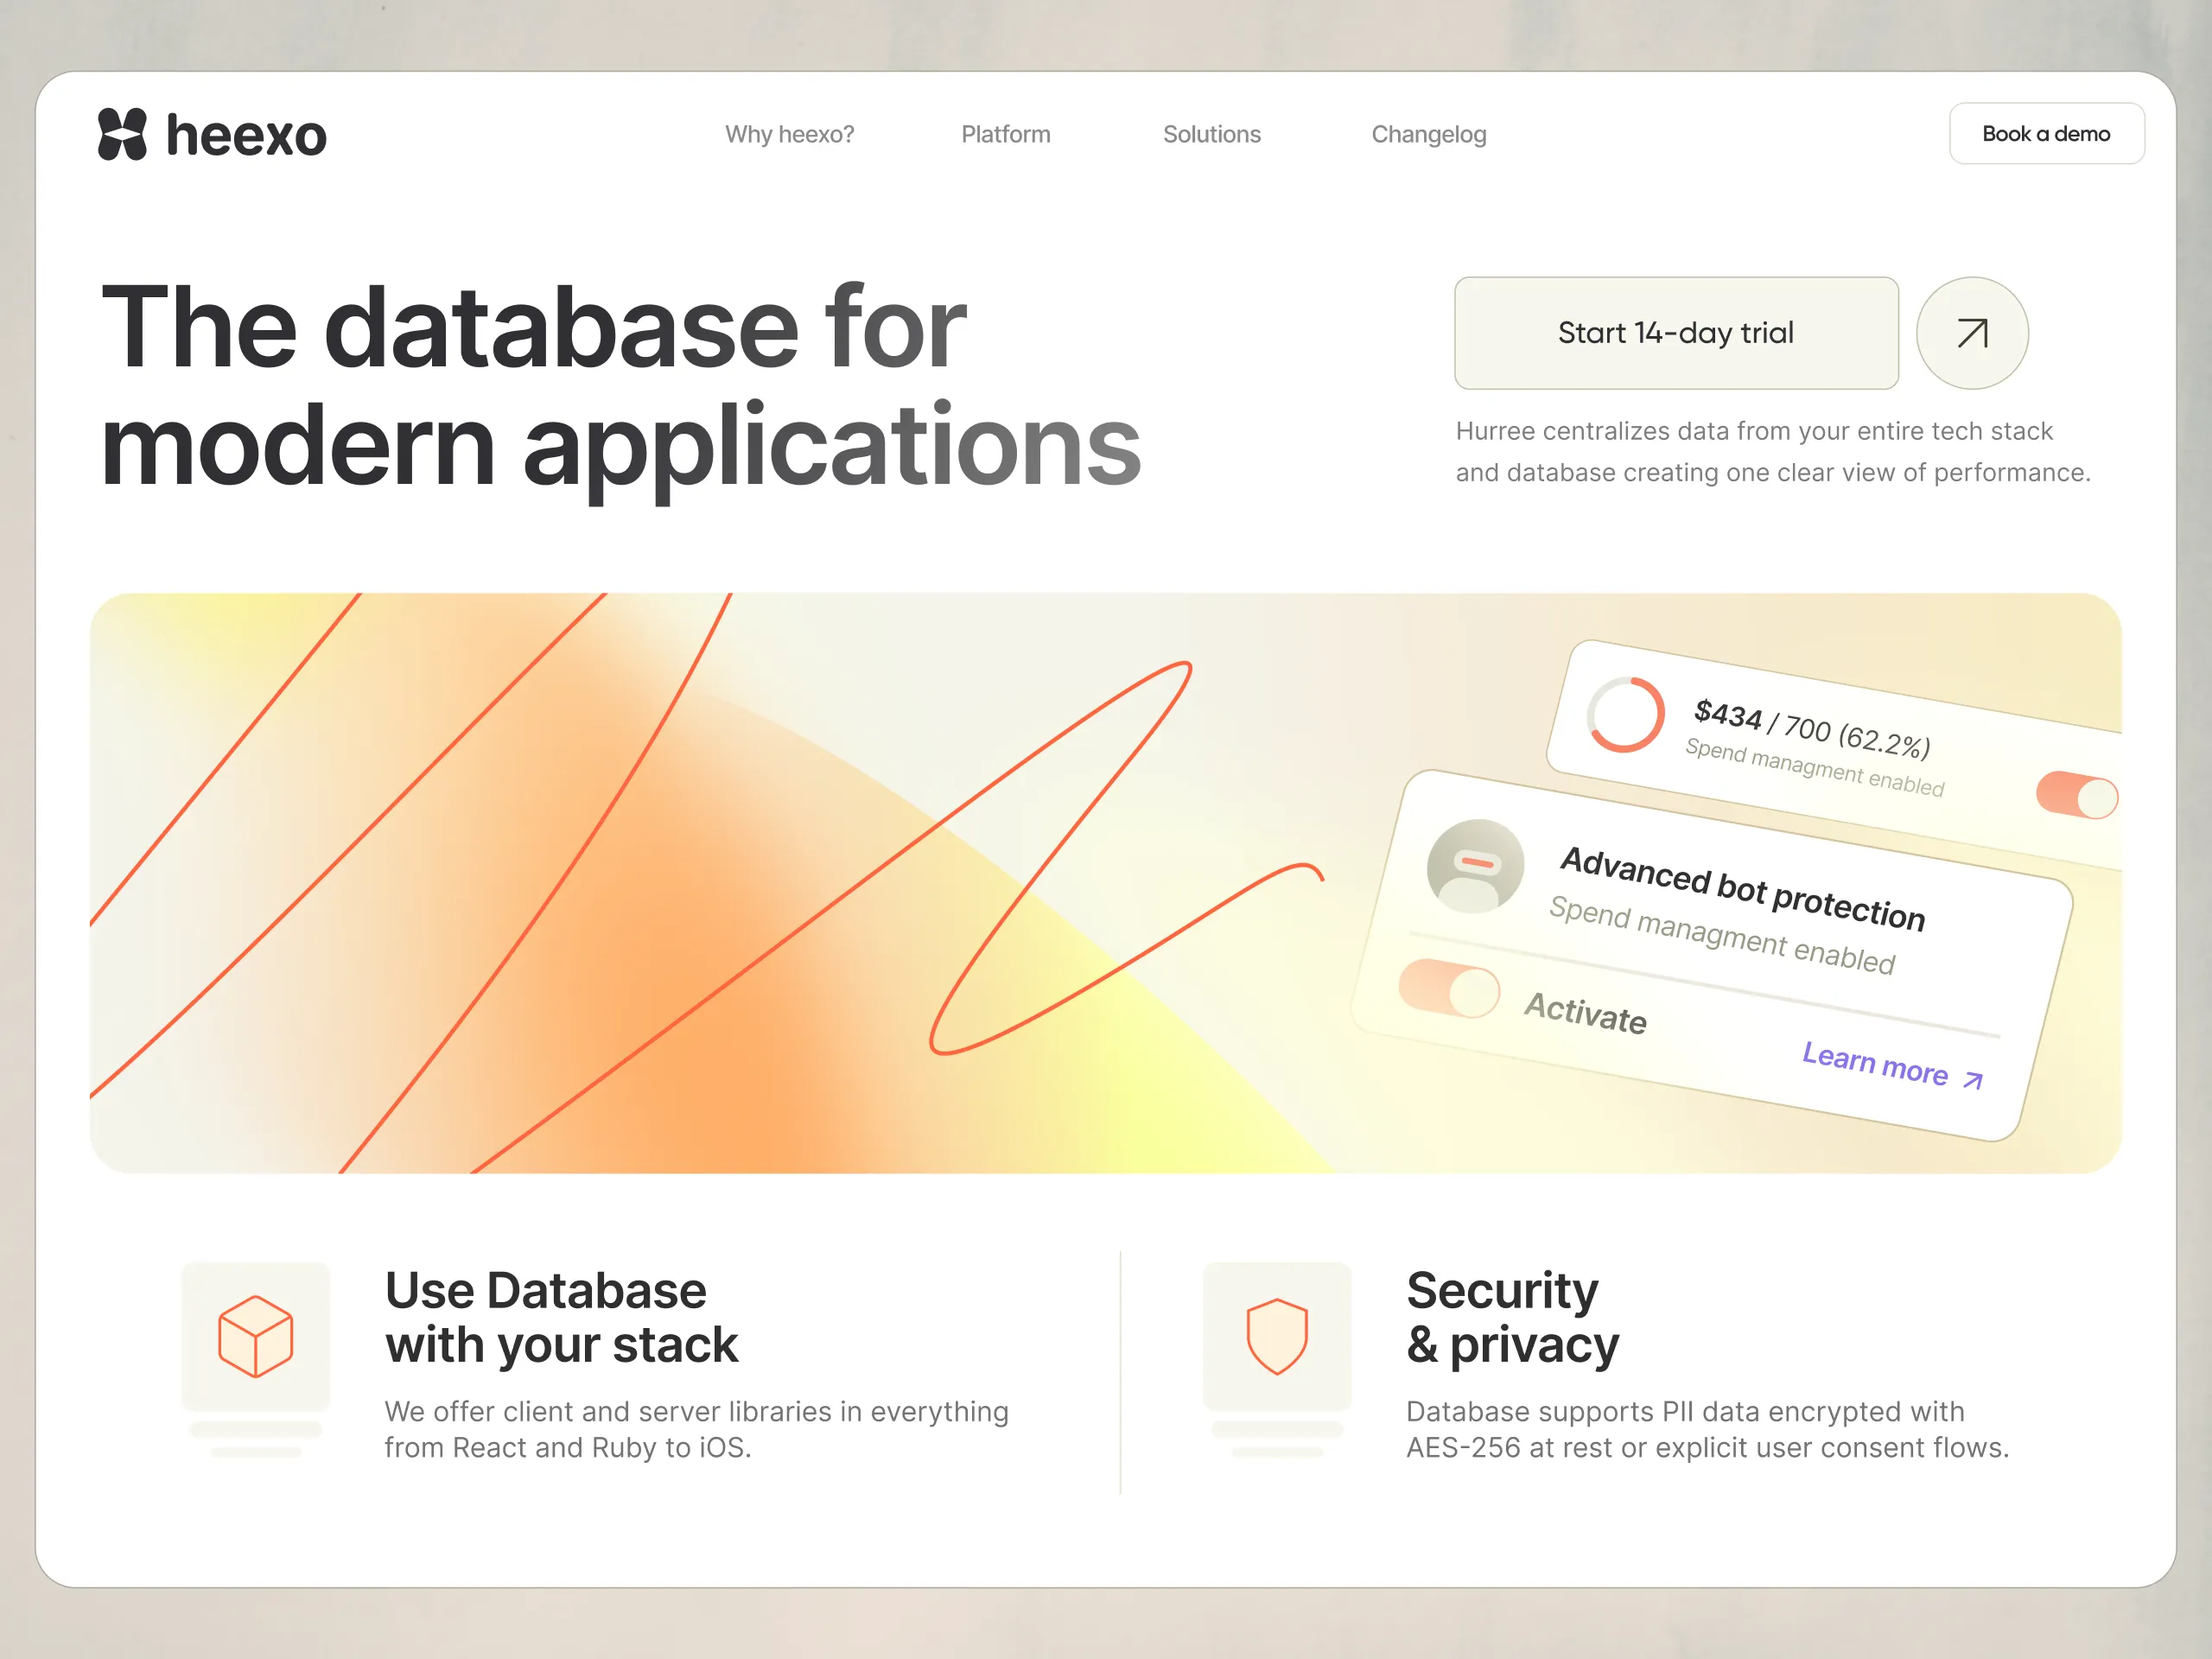 heexo
Why heexo?
Platform
Solutions
Changelog
Book a demo
The database for
modern applications
Start 14-day trial
Hurree centralizes data from your entire tech stack
and database creating one clear view of performance.
$434 / 700 (62.2%)
Spend managment enabled
Advanced bot protection
Spend managment enabled
Activate
Learn more
Use Database
with your stack
We offer client and server libraries in everything
from React and Ruby to iOS.
Security
& privacy
Database supports PII data encrypted with
AES-256 at rest or explicit user consent flows.